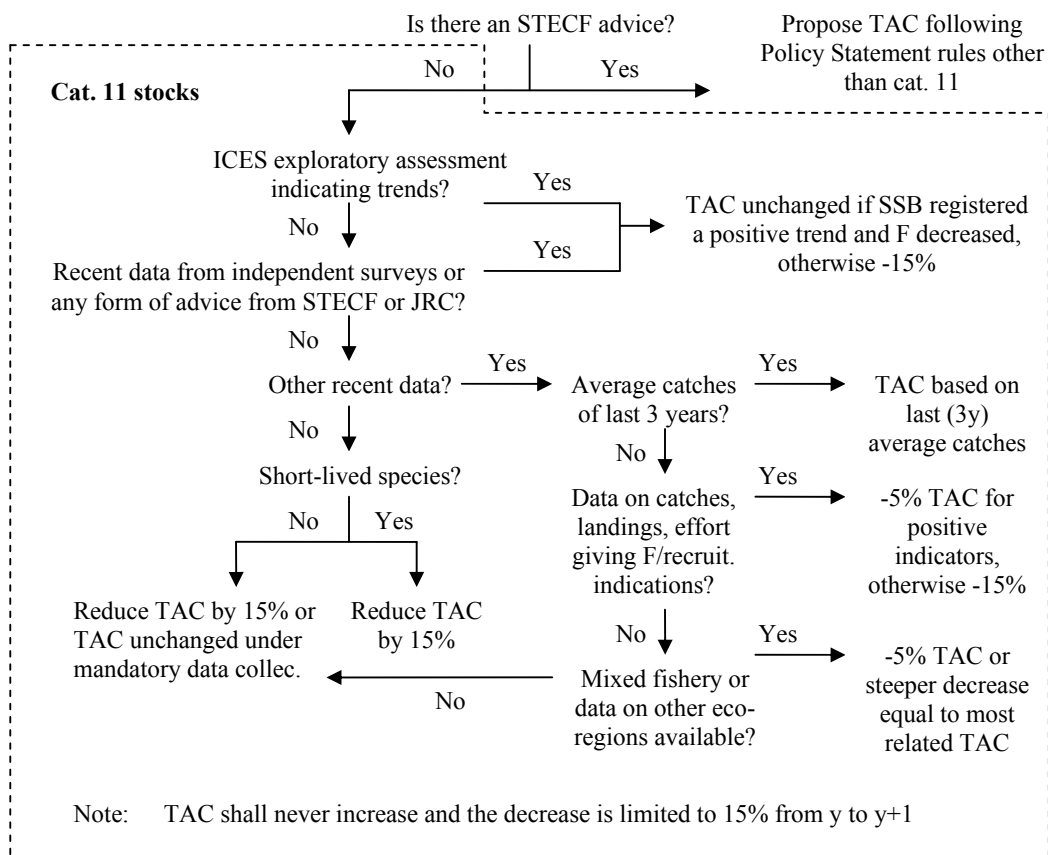 Is there an STECF advice?
Propose TAC following
Policy Statement rules other
than cat. 11
No
Yes
Cat. 11 stocks
ICES exploratory assessment
indicating trends?
Yes
No
TAC unchanged if SSB registered
a positive trend and F decreased,
otherwise -15%
Yes
Recent data from independent surveys or
any form of advice from STECF or JRC?
No
Other recent data?
Yes
Average catches
of last 3 years?
Yes
TAC based on
last (3y)
average catches
No
No
Short-lived species?
Data on catches,
landings, effort
giving F/recruit.
indications?
Yes
-5% TAC for
positive
indicators,
otherwise -15%
No
Yes
Reduce TAC by 15% or
TAC unchanged under
mandatory data collec.
Reduce TAC
by 15%
No
Yes
No
Mixed fishery or
data on other eco-
regions available?
-5% TAC or
steeper decrease
equal to most
related TAC
Note: TAC shall never increase and the decrease is limited to 15% from y to y+1